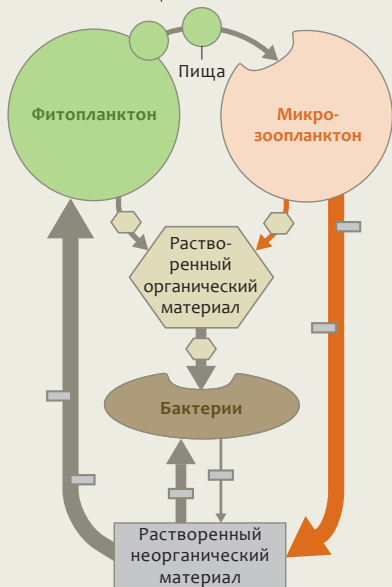 Пища
Фитопланктон
Микро-
зоопланктон
Раство-
ренный
органический
материал
Бактерии
Растворенный
неорганический
материал